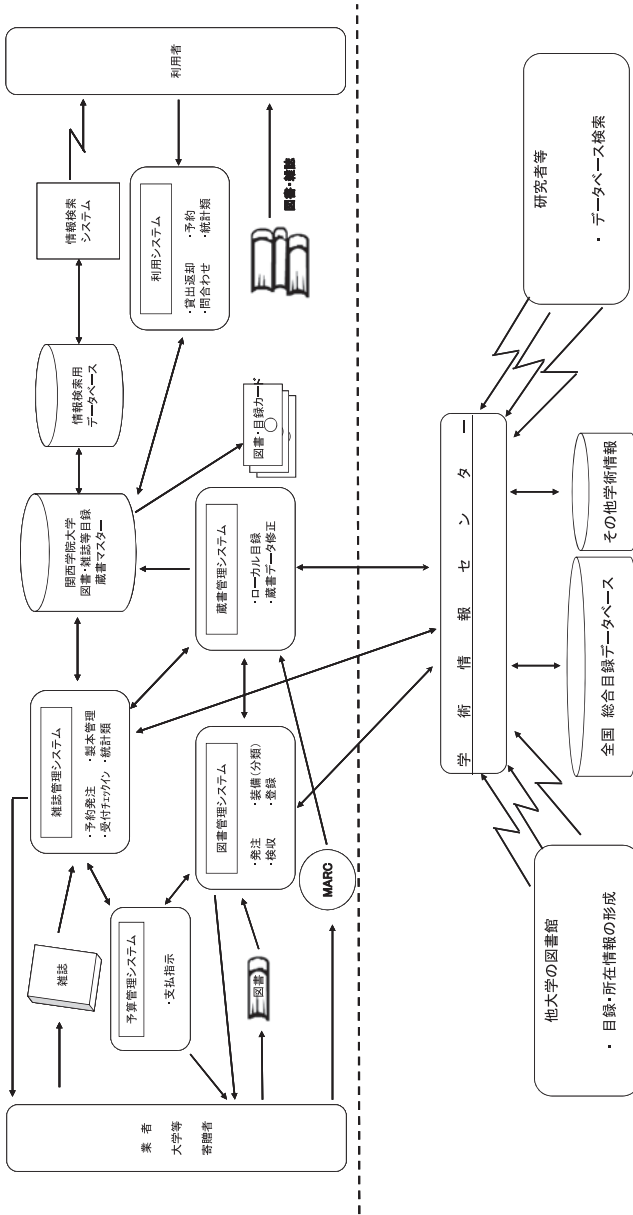 業 者
大学等
寄贈者
雑誌
予算管理システム
・支払指示
図書
MARC
雑誌管理システム
・予約発注 ・製本管理
・受付チェックイン ・統計類
図書管理システム
・発注 ・装備(分類)
・検収 ・登録
関西学院大学
図書・雑誌等目録
蔵書マスター
蔵書管理システム
・ローカル目録
・蔵書データ修正
図書・目録カード
情報検索用
データベース
情報検索
システム
利用システム
・貸出返却 ・予約
・問合わせ ・統計類
図書・雑誌
利用者
学術情報センター
他大学の図書館
・ 目録・所在情報の形成
全国 総合目録データベース
その他学術情報
研究者等
・ データベース検索